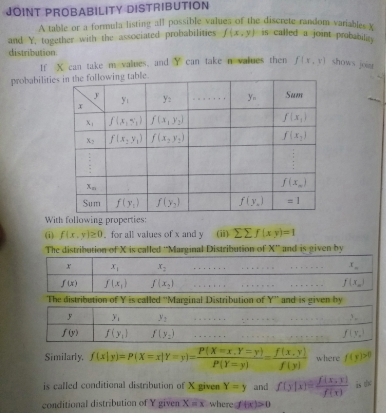 JOINT PROBABILITY DISTRIBUTION
A table or a formula listing all possible values of the discrete random variables X
and Y, together with the associated probabilities f(x, y) is called a joint probability
distribution.
If X can take m values, and Y can take n values then f(x, y) shows joint
probabilities in the following table.
x y y₁ y₂ ........ yₙ Sum
x₁ f(x, y₁) f(x₁ y₂) f(x₁)
x₂ f(x₂ y₁) f(x₂ y₂) f(x₂)
xₘ f(xₘ)
Sum f(y₁) f(y₂) f(yₙ) = 1
With following properties:
(i) f(x, y)≥0, for all values of x and y (ii) ΣΣ f(x y)=1
The distribution of X is called "Marginal Distribution of X" and is given by
x x₁ x₂ ........ ........ ........ xₙ
f(x) f(x₁) f(x₂) ........ ........ ........ f(xₙ)
The distribution of Y is called "Marginal Distribution of Y" and is given by
y y₁ y₂ ........ ........ ........
f(y) f(y₁) f(y₂) ........ ........ ........
Similarly, f(x|y)=P(X=x|Y=y)= P(X=x, Y=y) / P(Y=y) = f(x, y) / f(y) where f(y)>0
is called conditional distribution of X given Y = y and f(y|x)= f(x, y) / f(x) is the
conditional distribution of Y given X = x where f(x)>0